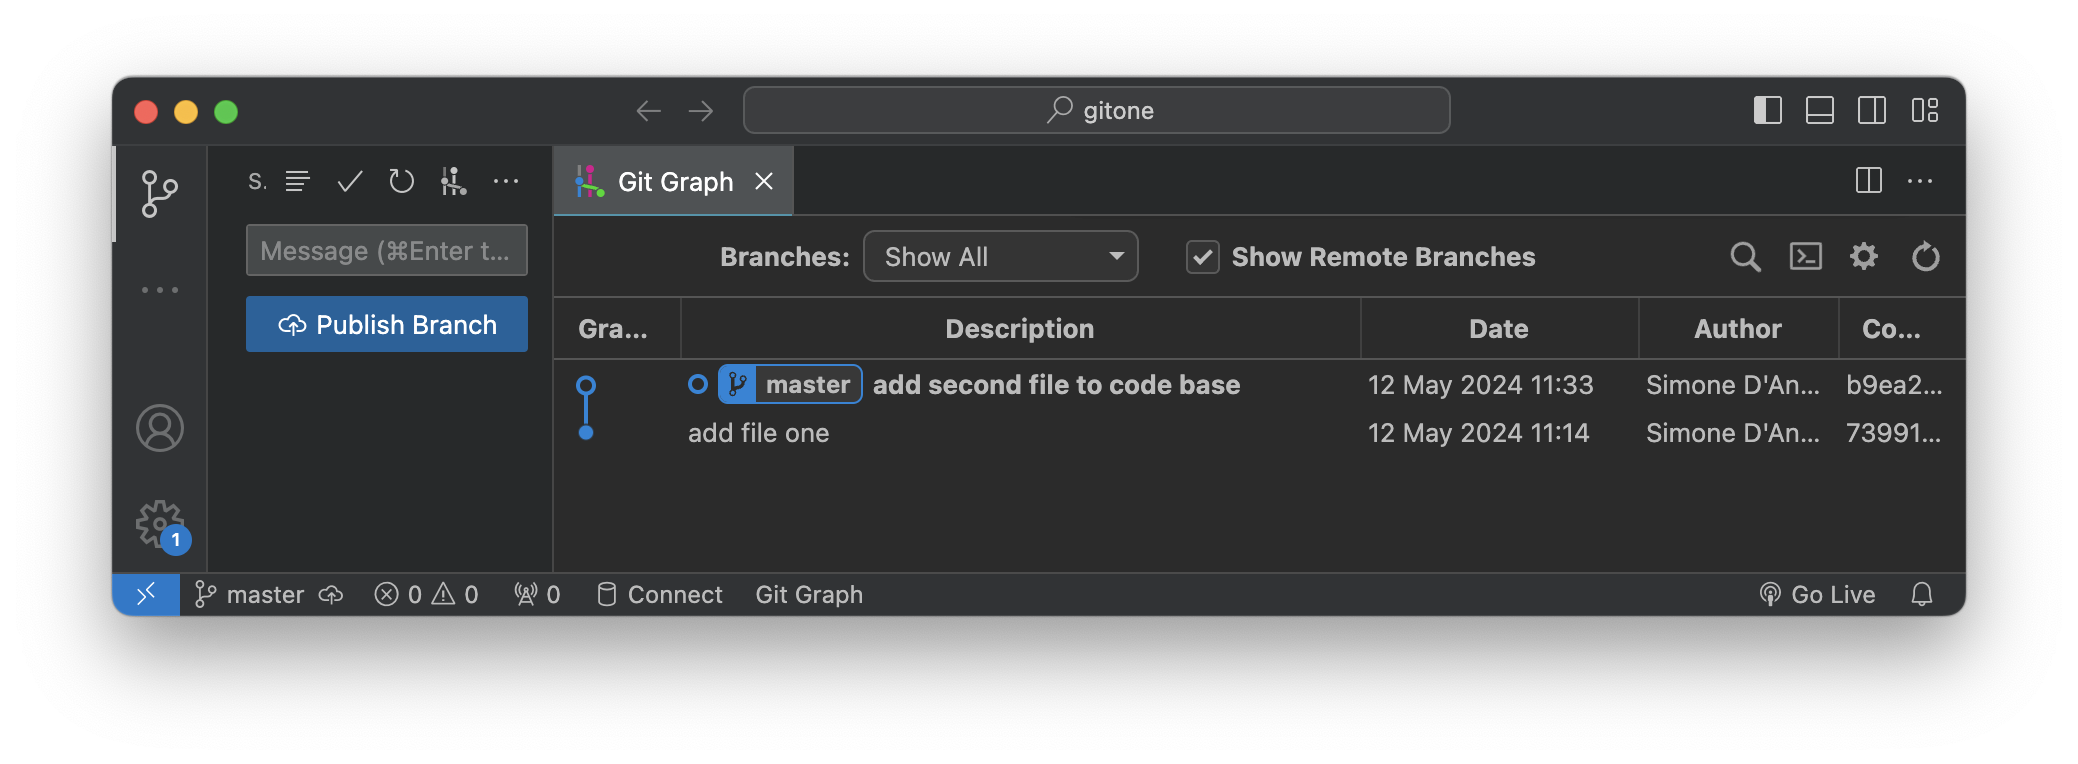 gitone
S.
Git Graph
Message (⌘Enter t...
Publish Branch
Branches: Show All Show Remote Branches
Gra... Description Date Author Co...
master add second file to code base 12 May 2024 11:33 Simone D'An... b9ea2...
add file one 12 May 2024 11:14 Simone D'An... 73991...
1
master 0 0 0 Connect Git Graph Go Live